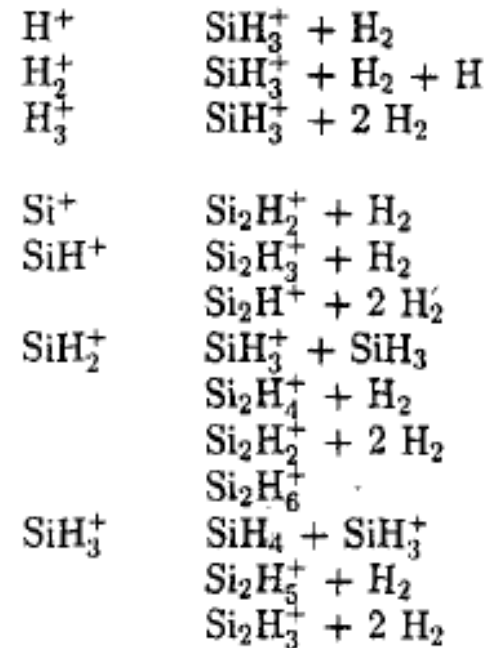 H⁺ SiH₃⁺ + H₂
H₂⁺ SiH₃⁺ + H₂ + H
H₃⁺ SiH₃⁺ + 2 H₂
Si⁺ Si₂H₂⁺ + H₂
SiH⁺ Si₂H₃⁺ + H₂
Si₂H⁺ + 2 H₂
SiH₂⁺ SiH₃⁺ + SiH₃
Si₂H₄⁺ + H₂
Si₂H₂⁺ + 2 H₂
Si₂H₆⁺
SiH₃⁺ SiH₄ + SiH₃⁺
Si₂H₅⁺ + H₂
Si₂H₃⁺ + 2 H₂